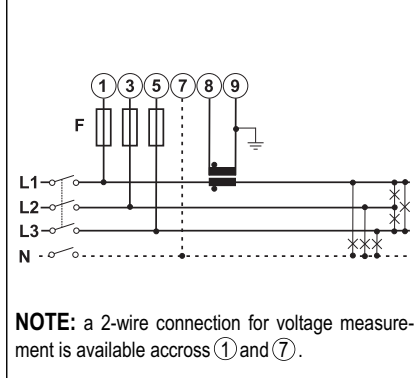 1 3 5 7 8 9
F
L1
L2
L3
N
NOTE: a 2-wire connection for voltage measure-
ment is available accross 1 and 7.